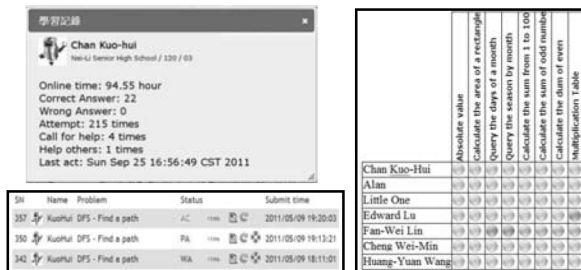 學習記錄
Chan Kuo-hui
Nei-Li Senior High School / 120 / 03
Online time: 94.55 hour
Correct Answer: 22
Wrong Answer: 0
Attempt: 215 times
Call for help: 4 times
Help others: 1 times
Last act: Sun Sep 25 16:56:49 CST 2011
SN Name Problem Status Submit time
357 KuoHui DFS - Find a path AC 2011/05/09 19:20:03
350 KuoHui DFS - Find a path PA 2011/05/09 19:13:21
342 KuoHui DFS - Find a path WA 2011/05/09 18:11:01
Absolute value
Calculate the area of a rectangle
Query the days of a month
Query the season by month
Calculate the sum from 1 to 100
Calculate the sum of odd numbe
Calculate the dum of even
Multiplication Table
Chan Kuo-Hui
Alan
Little One
Edward Lu
Fan-Wei Lin
Cheng Wei-Min
Huang-Yuan Wang